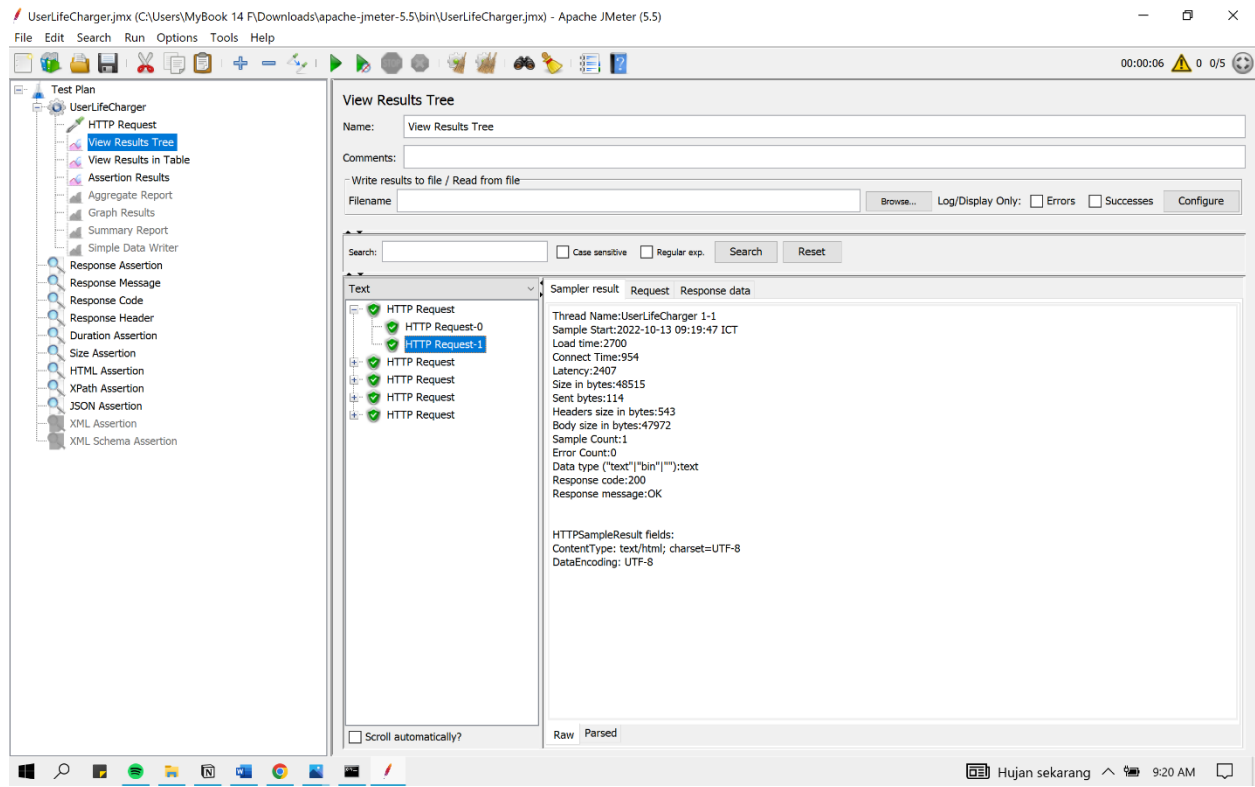 UserLifeCharger.jmx (C:\Users\MyBook 14 F\Downloads\apache-jmeter-5.5\bin\UserLifeCharger.jmx) - Apache JMeter (5.5)
File Edit Search Run Options Tools Help
00:00:06 0 0/5
Test Plan
UserLifeCharger
HTTP Request
View Results Tree
View Results in Table
Assertion Results
Aggregate Report
Graph Results
Summary Report
Simple Data Writer
Response Assertion
Response Message
Response Code
Response Header
Duration Assertion
Size Assertion
HTML Assertion
XPath Assertion
JSON Assertion
XML Assertion
XML Schema Assertion
View Results Tree
Name: View Results Tree
Comments:
Write results to file / Read from file
Filename Browse... Log/Display Only: Errors Successes Configure
Search: Case sensitive Regular exp. Search Reset
Text
HTTP Request
HTTP Request-0
HTTP Request-1
HTTP Request
HTTP Request
HTTP Request
HTTP Request
Scroll automatically?
Sampler result Request Response data
Thread Name:UserLifeCharger 1-1
Sample Start:2022-10-13 09:19:47 ICT
Load time:2700
Connect Time:954
Latency:2407
Size in bytes:48515
Sent bytes:114
Headers size in bytes:543
Body size in bytes:47972
Sample Count:1
Error Count:0
Data type ("text"|"bin"|""):text
Response code:200
Response message:OK
HTTPSampleResult fields:
ContentType: text/html; charset=UTF-8
DataEncoding: UTF-8
Raw Parsed
Hujan sekarang 9:20 AM